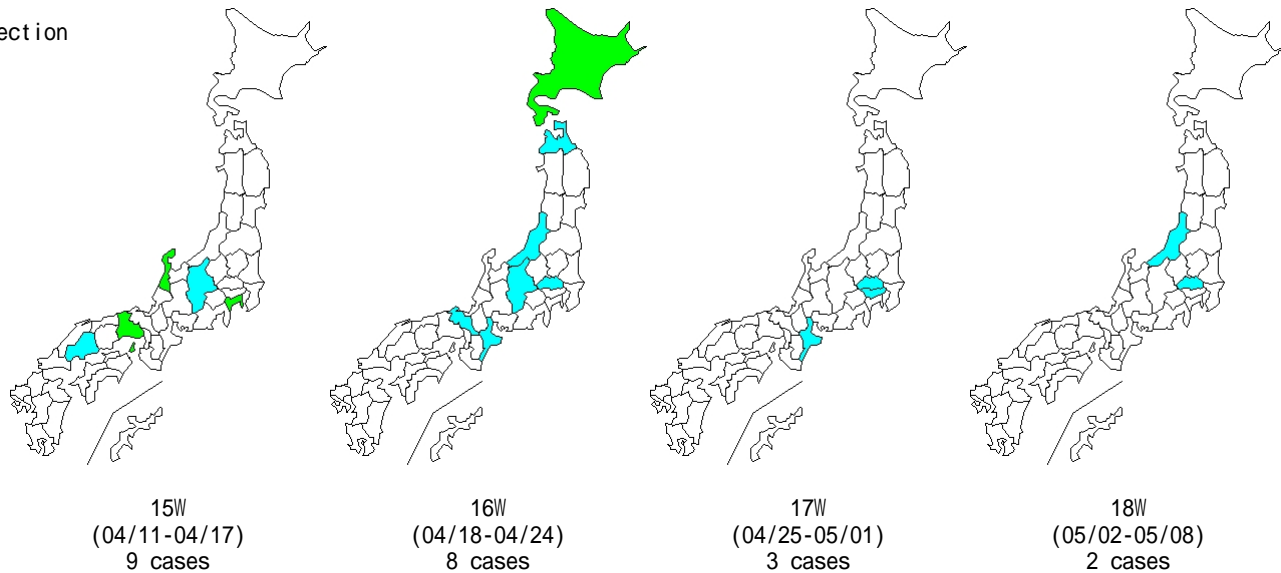 ection
15W
(04/11-04/17)
9 cases
16W
(04/18-04/24)
8 cases
17W
(04/25-05/01)
3 cases
18W
(05/02-05/08)
2 cases